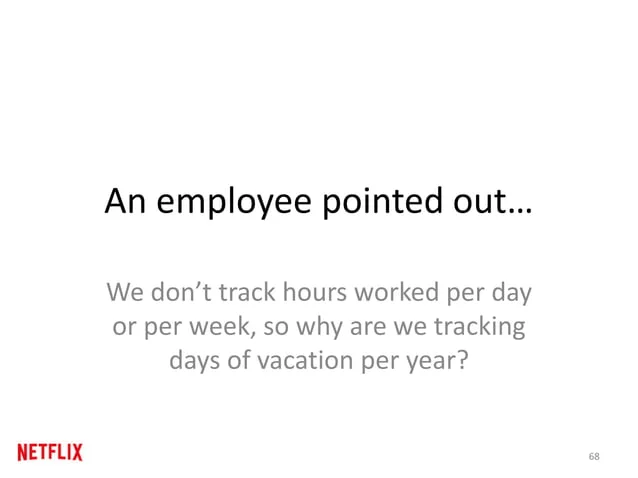 An employee pointed out…
We don’t track hours worked per day
or per week, so why are we tracking
days of vacation per year?
NETFLIX
68